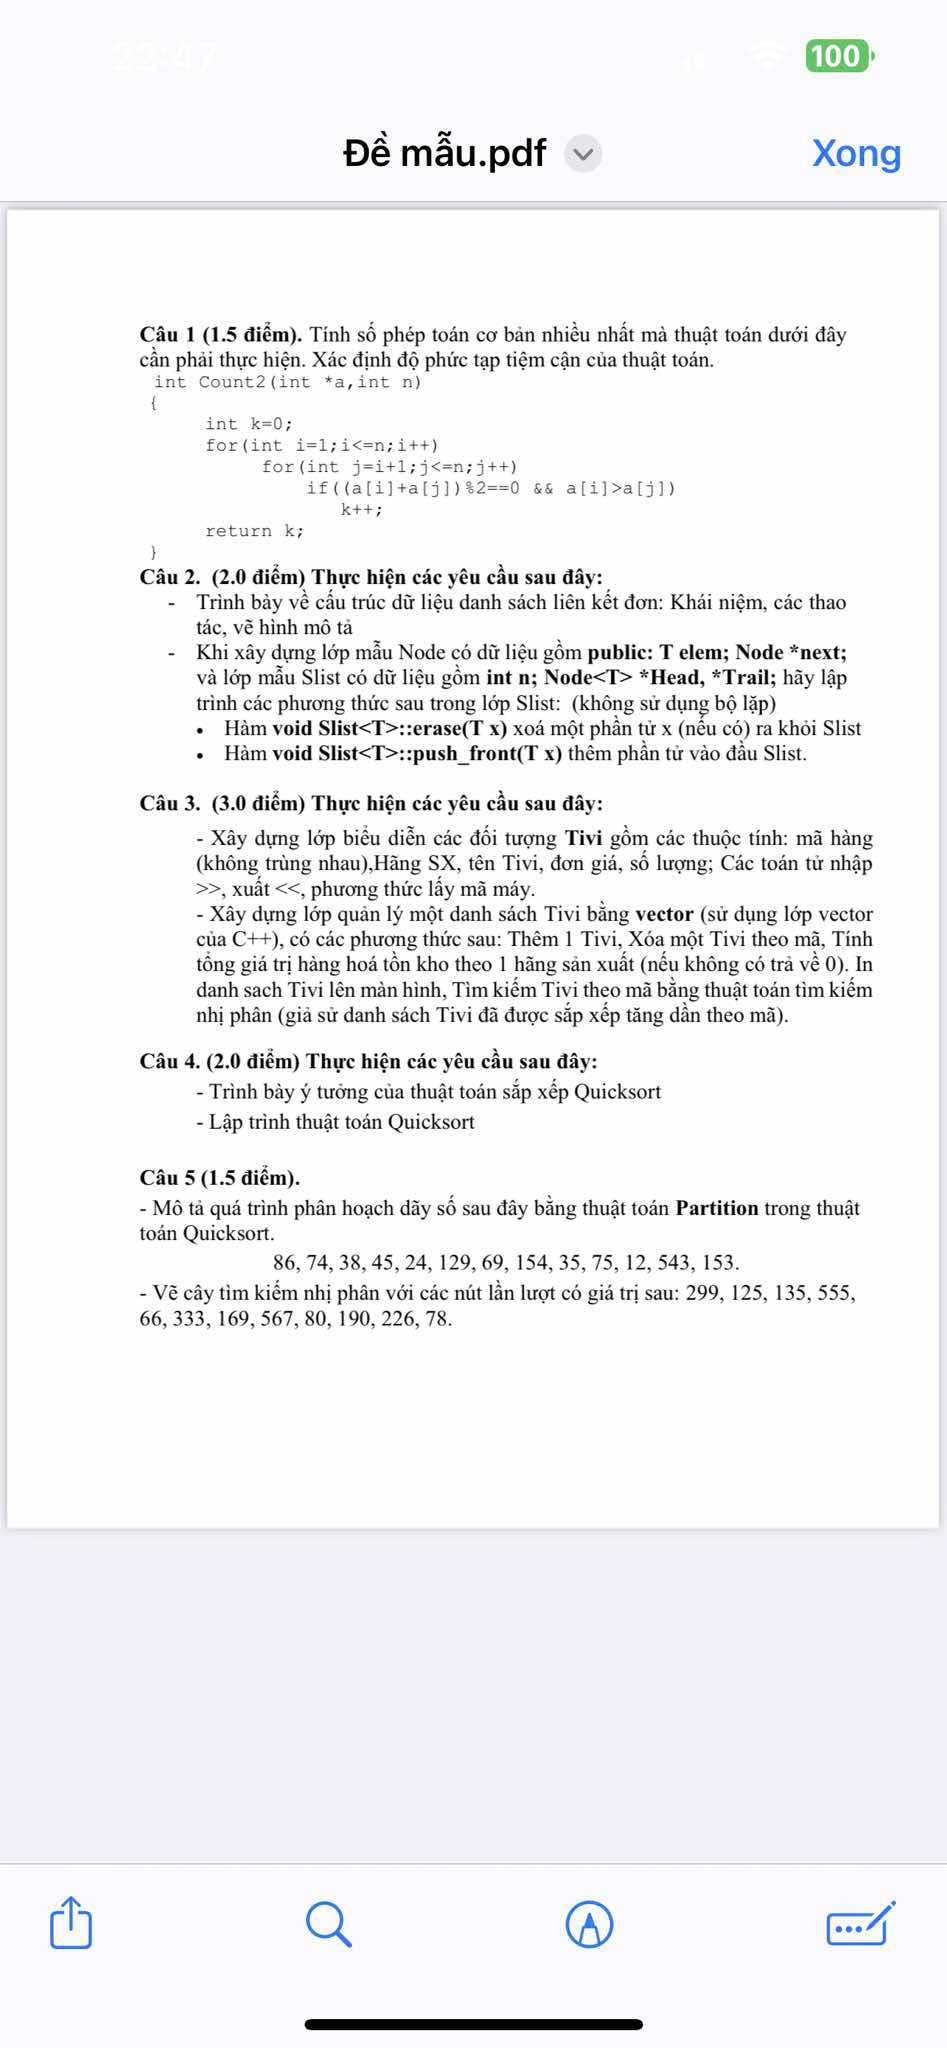 22:47
100
Đề mẫu.pdf
Xong
Câu 1 (1.5 điểm). Tính số phép toán cơ bản nhiều nhất mà thuật toán dưới đây
cần phải thực hiện. Xác định độ phức tạp tiệm cận của thuật toán.
int Count2(int *a,int n)
{
int k=0;
for(int i=1;i<=n;i++)
for(int j=i+1;j<=n;j++)
if((a[i]+a[j])%2==0 && a[i]>a[j])
k++;
return k;
}
Câu 2. (2.0 điểm) Thực hiện các yêu cầu sau đây:
- Trình bày về cấu trúc dữ liệu danh sách liên kết đơn: Khái niệm, các thao
tác, vẽ hình mô tả
- Khi xây dựng lớp mẫu Node có dữ liệu gồm public: T elem; Node *next;
và lớp mẫu Slist có dữ liệu gồm int n; Node<T> *Head, *Trail; hãy lập
trình các phương thức sau trong lớp Slist: (không sử dụng bộ lặp)
• Hàm void Slist<T>::erase(T x) xoá một phần tử x (nếu có) ra khỏi Slist
• Hàm void Slist<T>::push_front(T x) thêm phần tử vào đầu Slist.
Câu 3. (3.0 điểm) Thực hiện các yêu cầu sau đây:
- Xây dựng lớp biểu diễn các đối tượng Tivi gồm các thuộc tính: mã hàng
(không trùng nhau),Hãng SX, tên Tivi, đơn giá, số lượng; Các toán tử nhập
>>, xuất <<, phương thức lấy mã máy.
- Xây dựng lớp quản lý một danh sách Tivi bằng vector (sử dụng lớp vector
của C++), có các phương thức sau: Thêm 1 Tivi, Xóa một Tivi theo mã, Tính
tổng giá trị hàng hoá tồn kho theo 1 hãng sản xuất (nếu không có trả về 0). In
danh sach Tivi lên màn hình, Tìm kiếm Tivi theo mã bằng thuật toán tìm kiếm
nhị phân (giả sử danh sách Tivi đã được sắp xếp tăng dần theo mã).
Câu 4. (2.0 điểm) Thực hiện các yêu cầu sau đây:
- Trình bày ý tưởng của thuật toán sắp xếp Quicksort
- Lập trình thuật toán Quicksort
Câu 5 (1.5 điểm).
- Mô tả quá trình phân hoạch dãy số sau đây bằng thuật toán Partition trong thuật
toán Quicksort.
86, 74, 38, 45, 24, 129, 69, 154, 35, 75, 12, 543, 153.
- Vẽ cây tìm kiếm nhị phân với các nút lần lượt có giá trị sau: 299, 125, 135, 555,
66, 333, 169, 567, 80, 190, 226, 78.